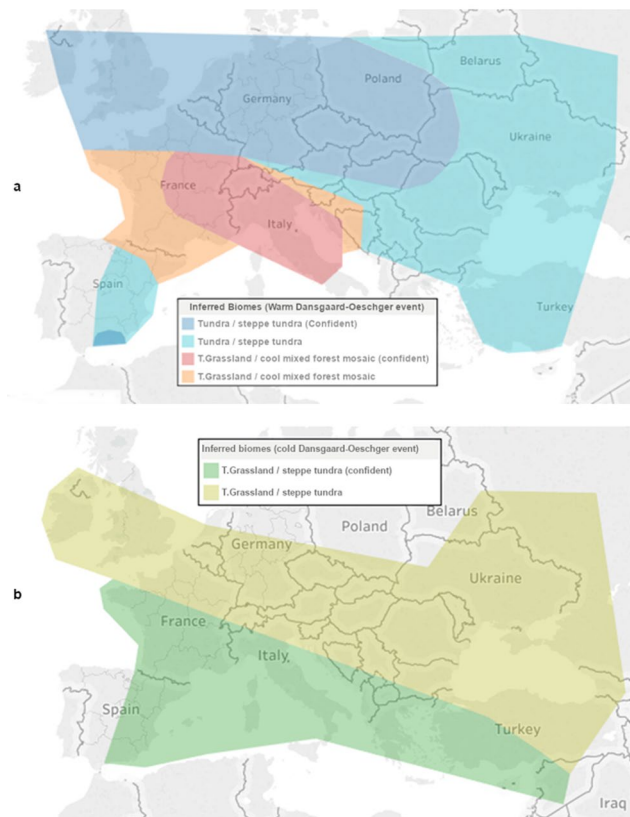 Belarus
Poland
Germany
Ukraine
a
France
Italy
Spain
Turkey
Inferred Biomes (Warm Dansgaard-Oeschger event)
Tundra / steppe tundra (Confident)
Tundra / steppe tundra
T.Grassland / cool mixed forest mosaic (confident)
T.Grassland / cool mixed forest mosaic
Inferred biomes (cold Dansgaard-Oeschger event)
T.Grassland / steppe tundra (confident)
T.Grassland / steppe tundra
Belarus
Poland
Germany
Ukraine
b
France
Italy
Spain
Turkey
Iraq